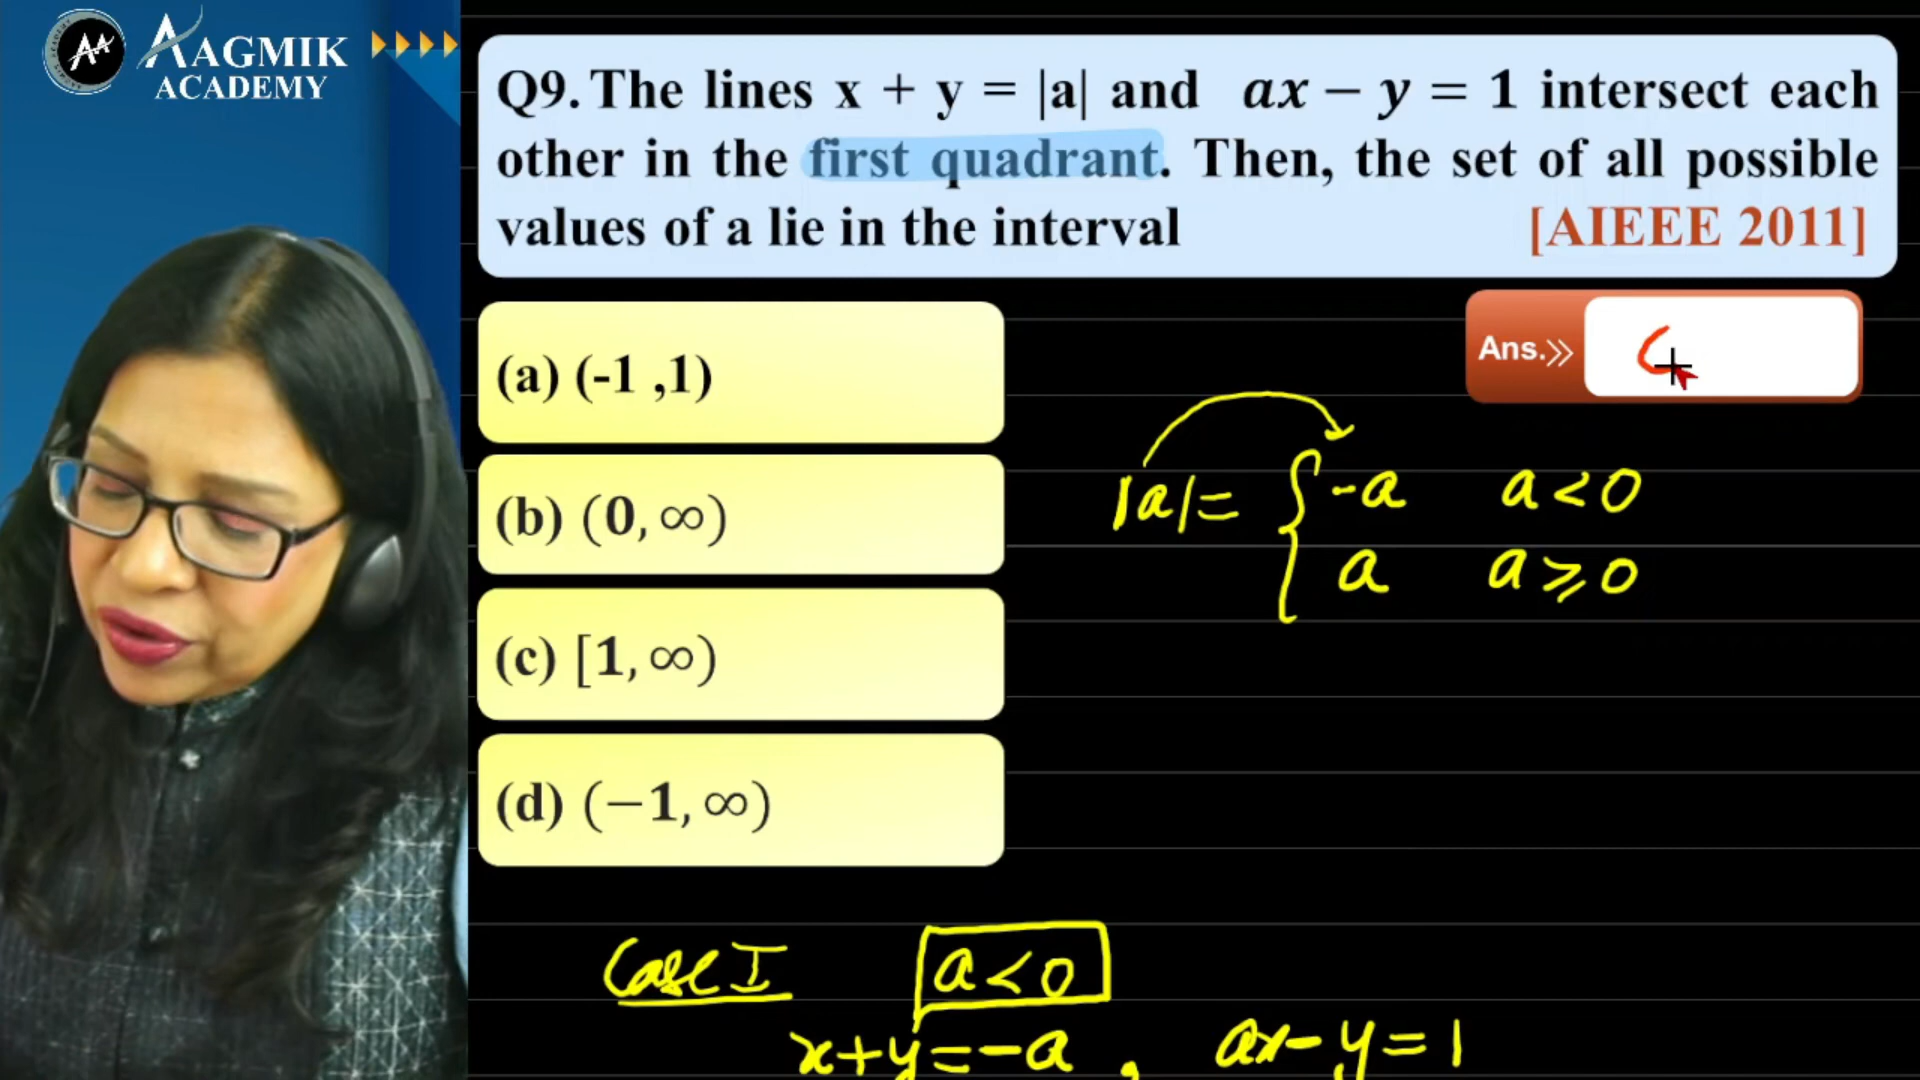 AAGMIK
ACADEMY
Q9. The lines x + y = |a| and ax − y = 1 intersect each
other in the first quadrant. Then, the set of all possible
values of a lie in the interval [AIEEE 2011]
Ans.»
(a) (-1 ,1)
(b) (0, ∞)
(c) [1, ∞)
(d) (−1, ∞)
|a| = { -a a < 0
a a ⩾ 0
Case I a < 0
x+y = -a , ax - y = 1